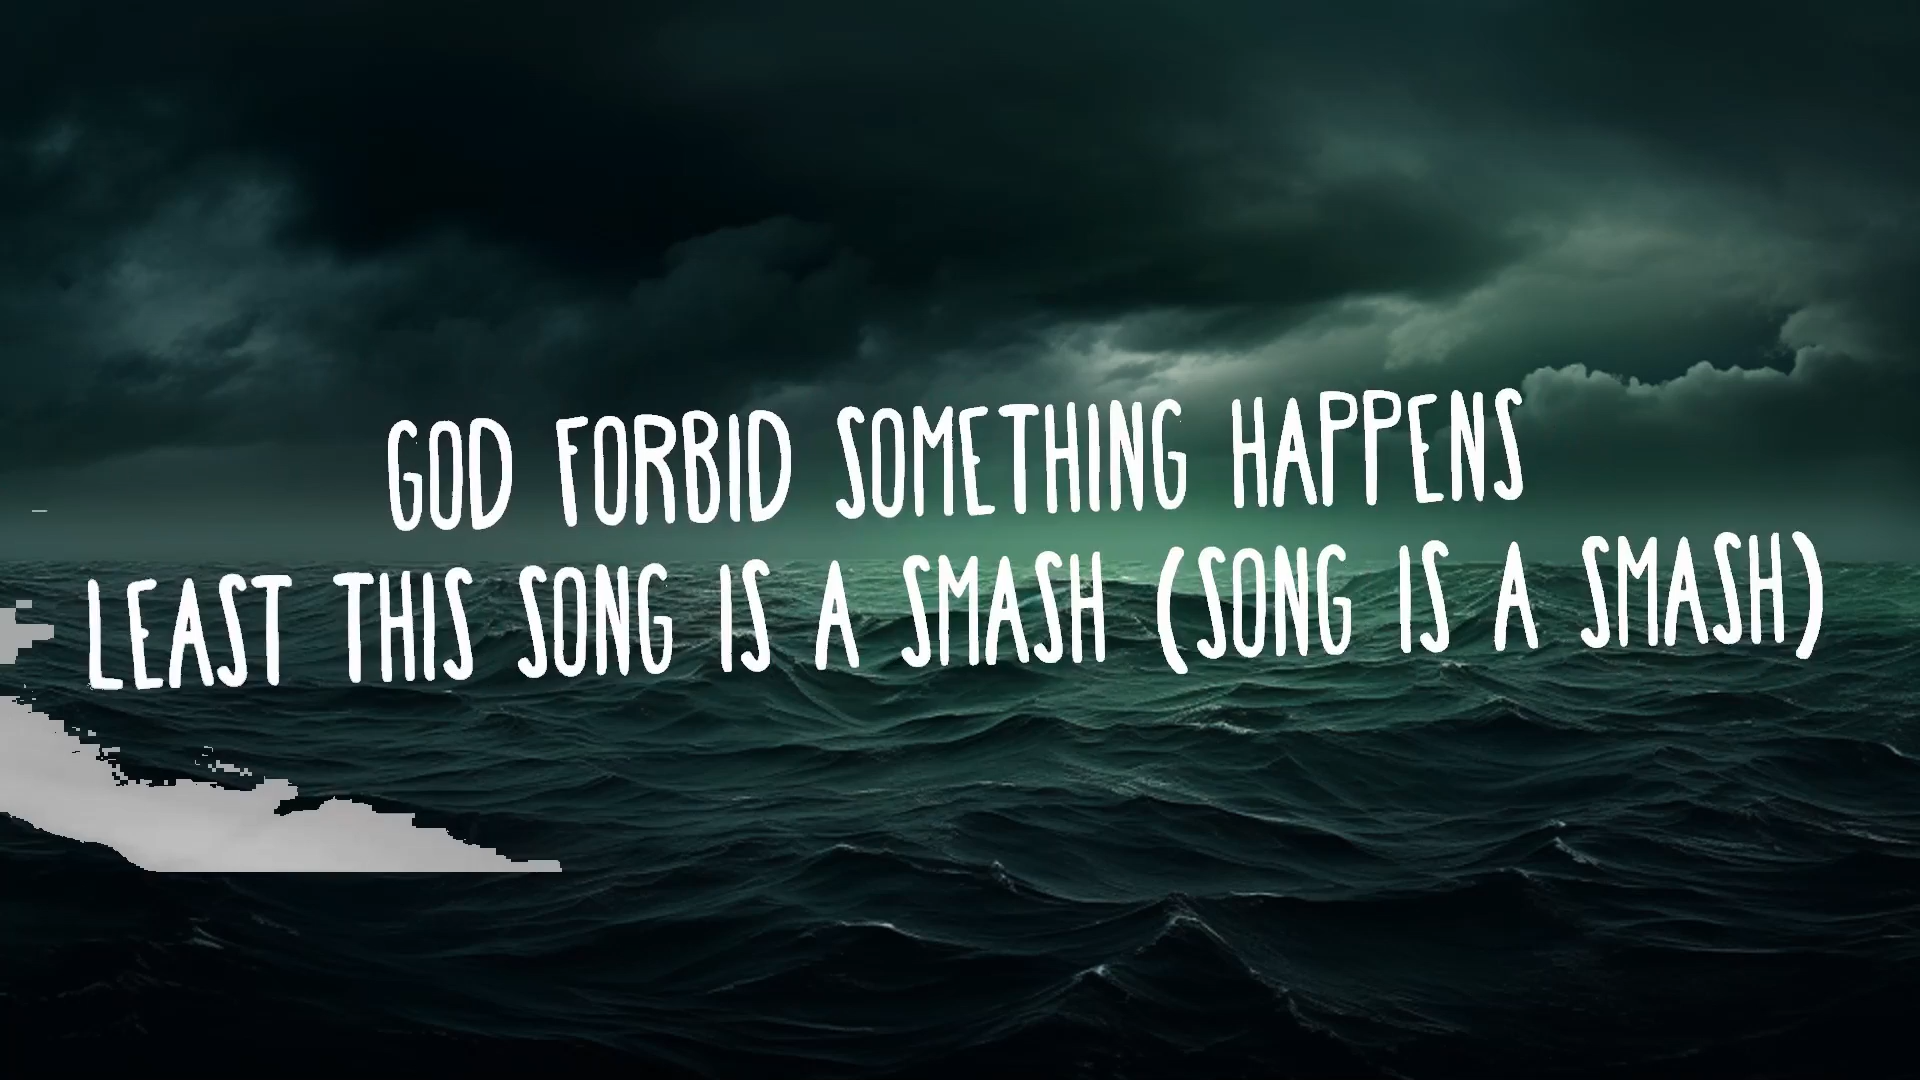 GOD FORBID SOMETHING HAPPENS
LEAST THIS SONG IS A SMASH (SONG IS A SMASH)